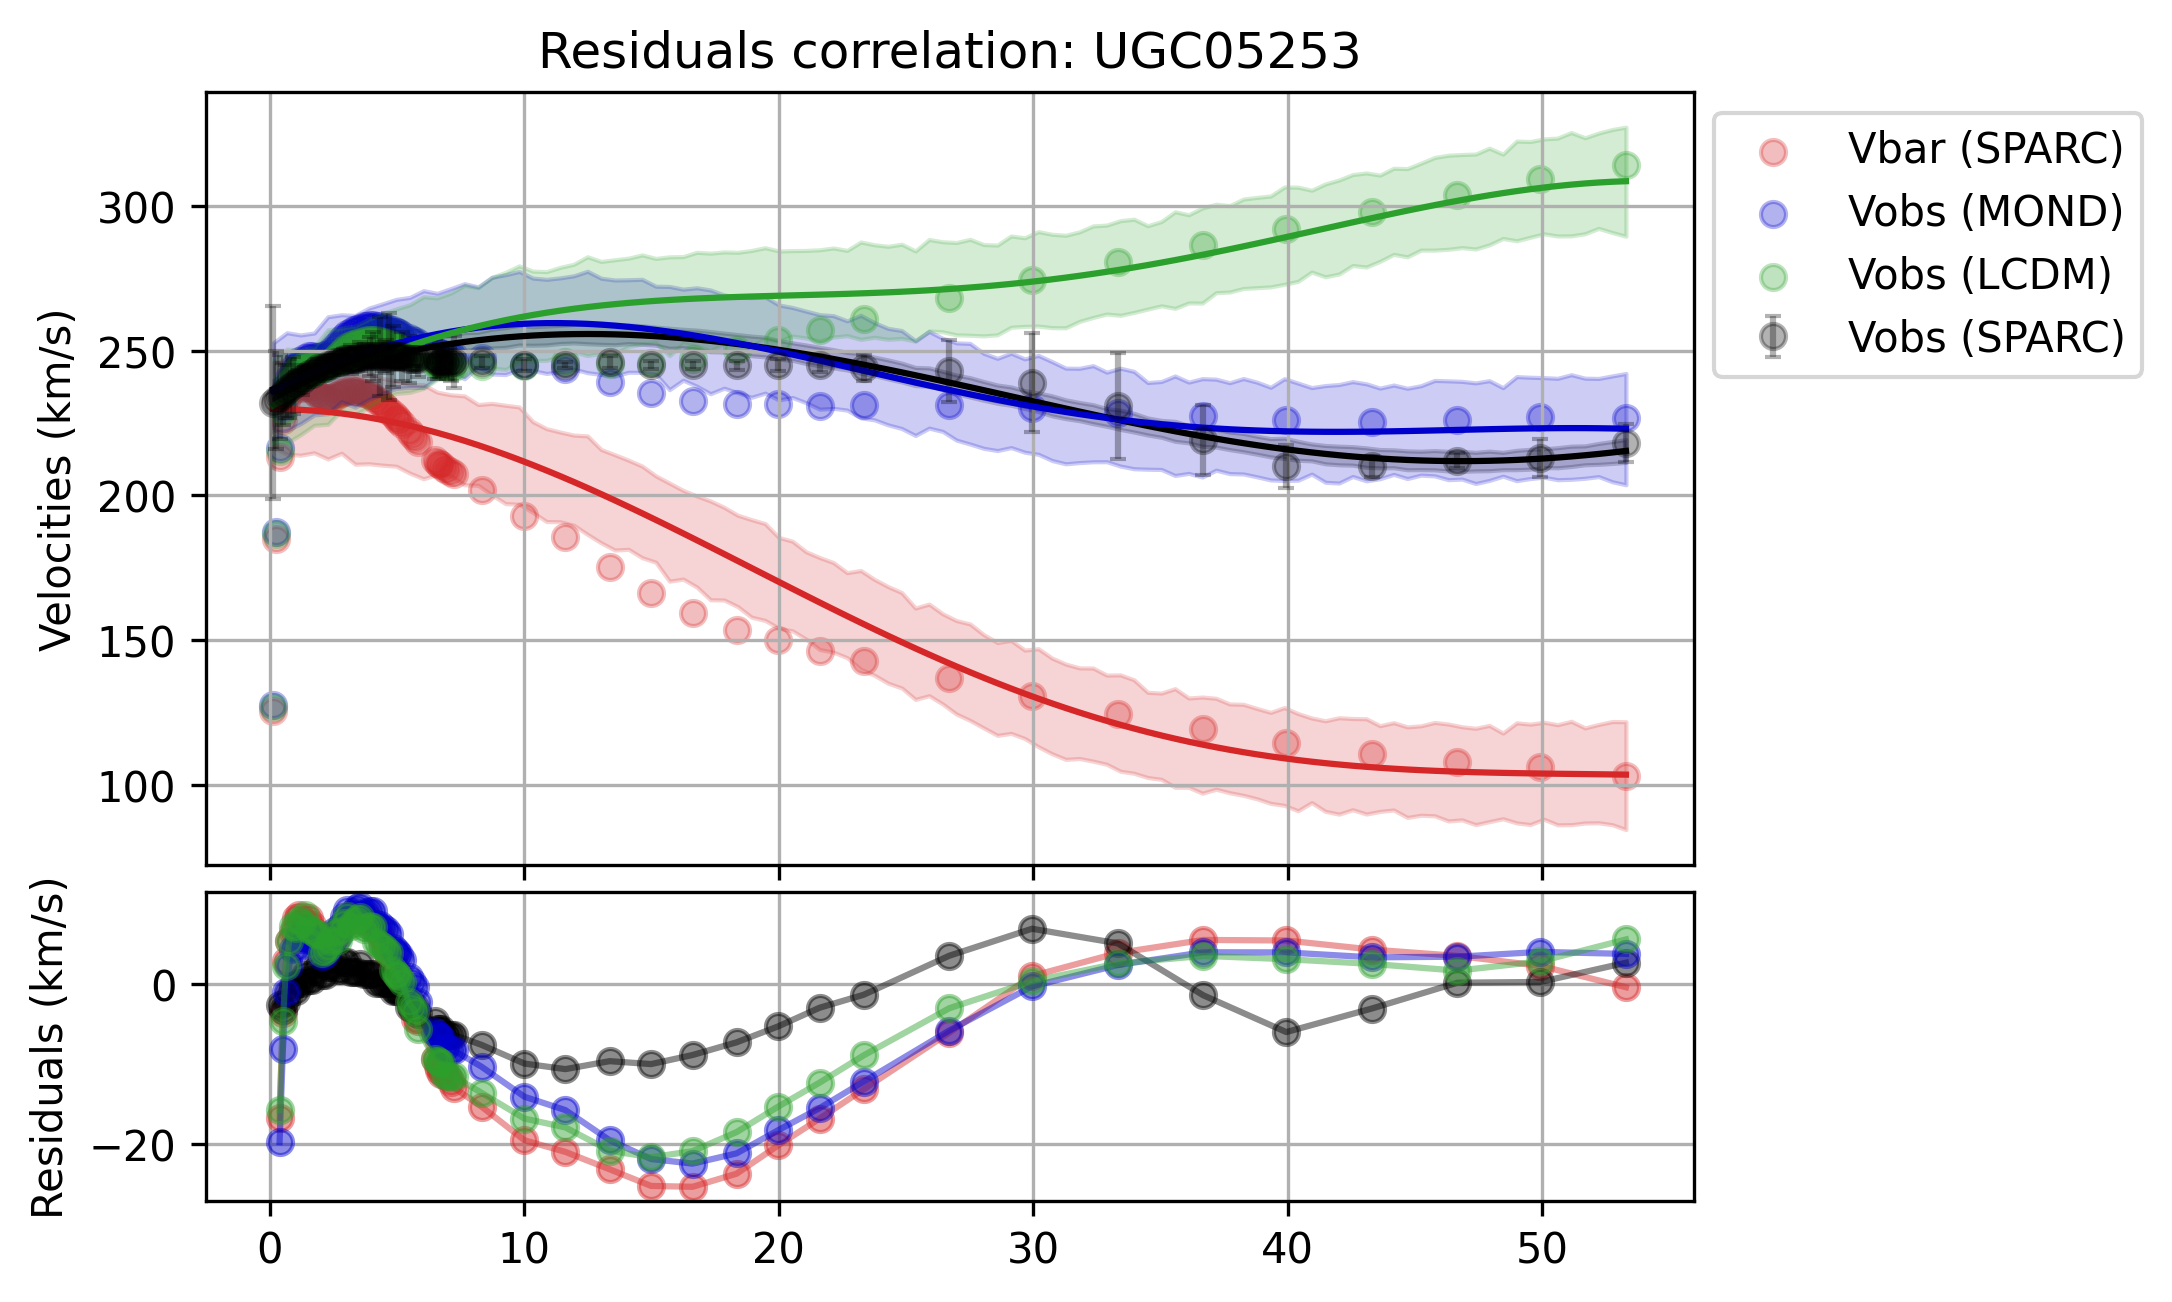 Residuals correlation: UGC05253
Velocities (km/s)
300
250
200
150
100
Vbar (SPARC)
Vobs (MOND)
Vobs (LCDM)
Vobs (SPARC)
Residuals (km/s)
0
−20
0 10 20 30 40 50